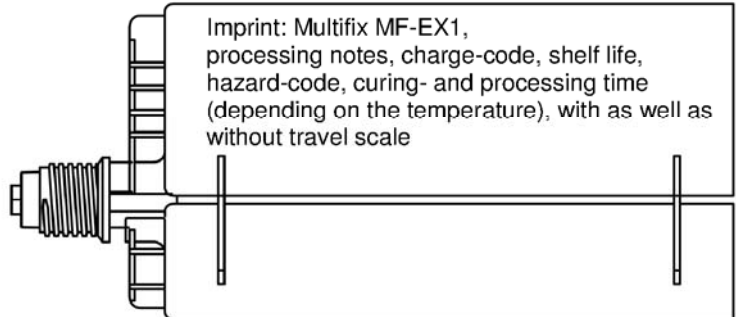 Imprint: Multifix MF-EX1,
processing notes, charge-code, shelf life,
hazard-code, curing- and processing time
(depending on the temperature), with as well as
without travel scale